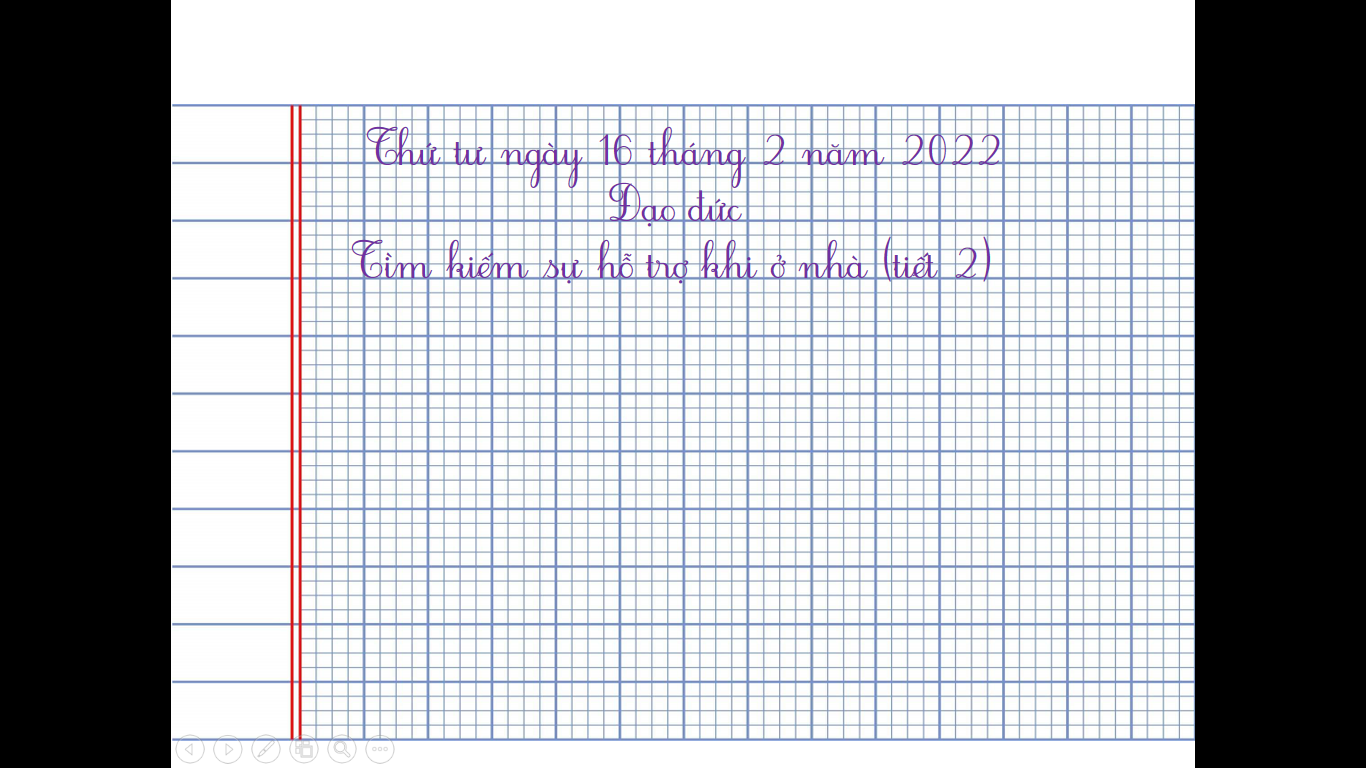 Thứ tư ngày 16 tháng 2 năm 2022
Đạo đức
Tìm kiếm sự hỗ trợ khi ở nhà (tiết 2)